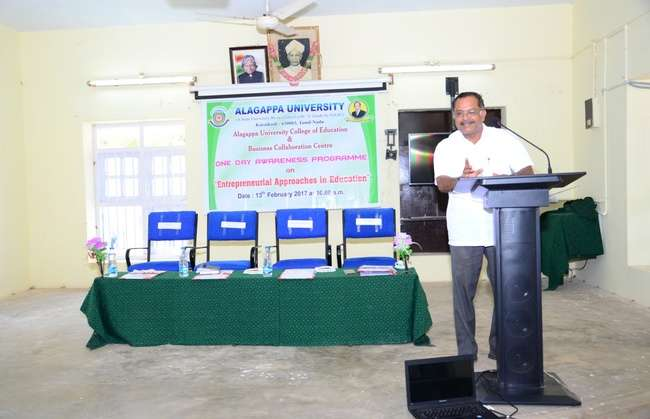 ALAGAPPA UNIVERSITY
Karaikudi - 630003, Tamil Nadu
Alagappa University College of Education
&
Business Collaboration Centre
ONE DAY AWARENESS PROGRAMME
on
"Entrepreneurial Approaches in Education"
Date : 13th February 2017 at 10.00 a.m.